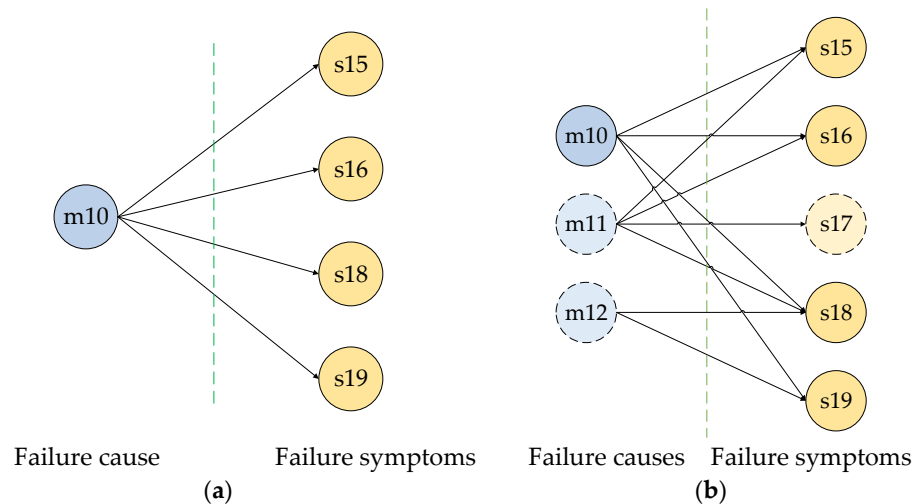 s15
s16
m10
s18
s19
Failure cause
Failure symptoms
(a)
s15
m10
s16
m11
s17
m12
s18
s19
Failure causes
Failure symptoms
(b)